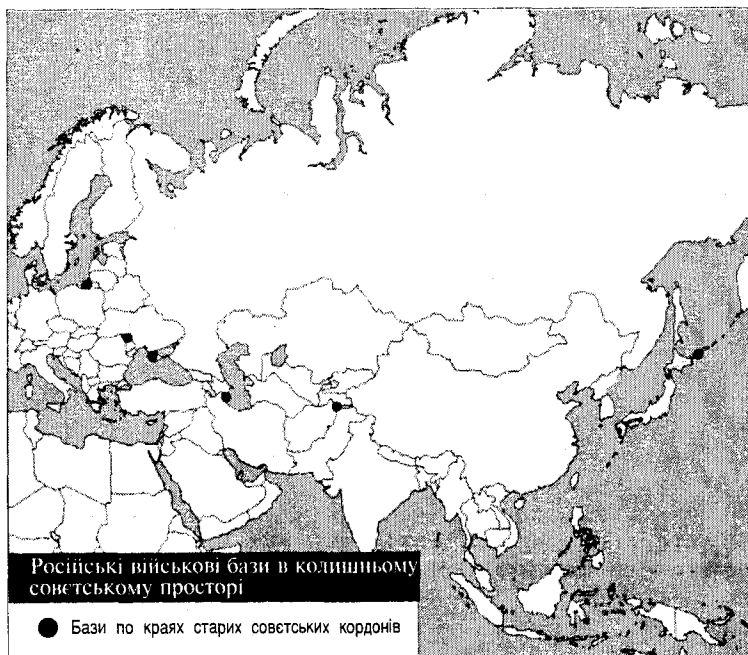 Російські військові бази в колишньому
совєтському просторі
Бази по краях старих совєтських кордонів